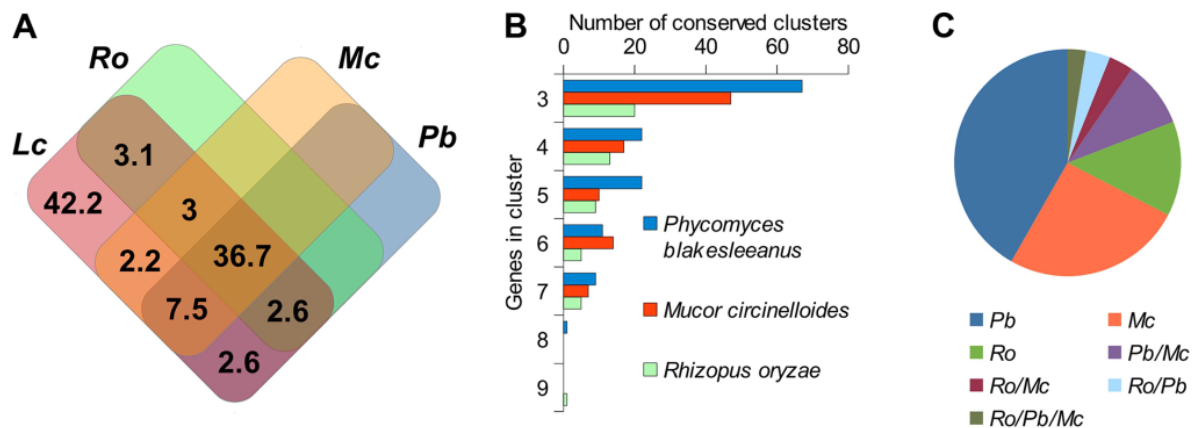 A
Ro
Mc
Lc
Pb
42.2
3.1
3
2.2
36.7
7.5
2.6
2.6
B
Number of conserved clusters
0
20
40
60
80
Genes in cluster
3
4
5
6
7
8
9
Phycomyces
blakesleeanus
Mucor circinelloides
Rhizopus oryzae
C
Pb
Mc
Ro
Pb/Mc
Ro/Mc
Ro/Pb
Ro/Pb/Mc